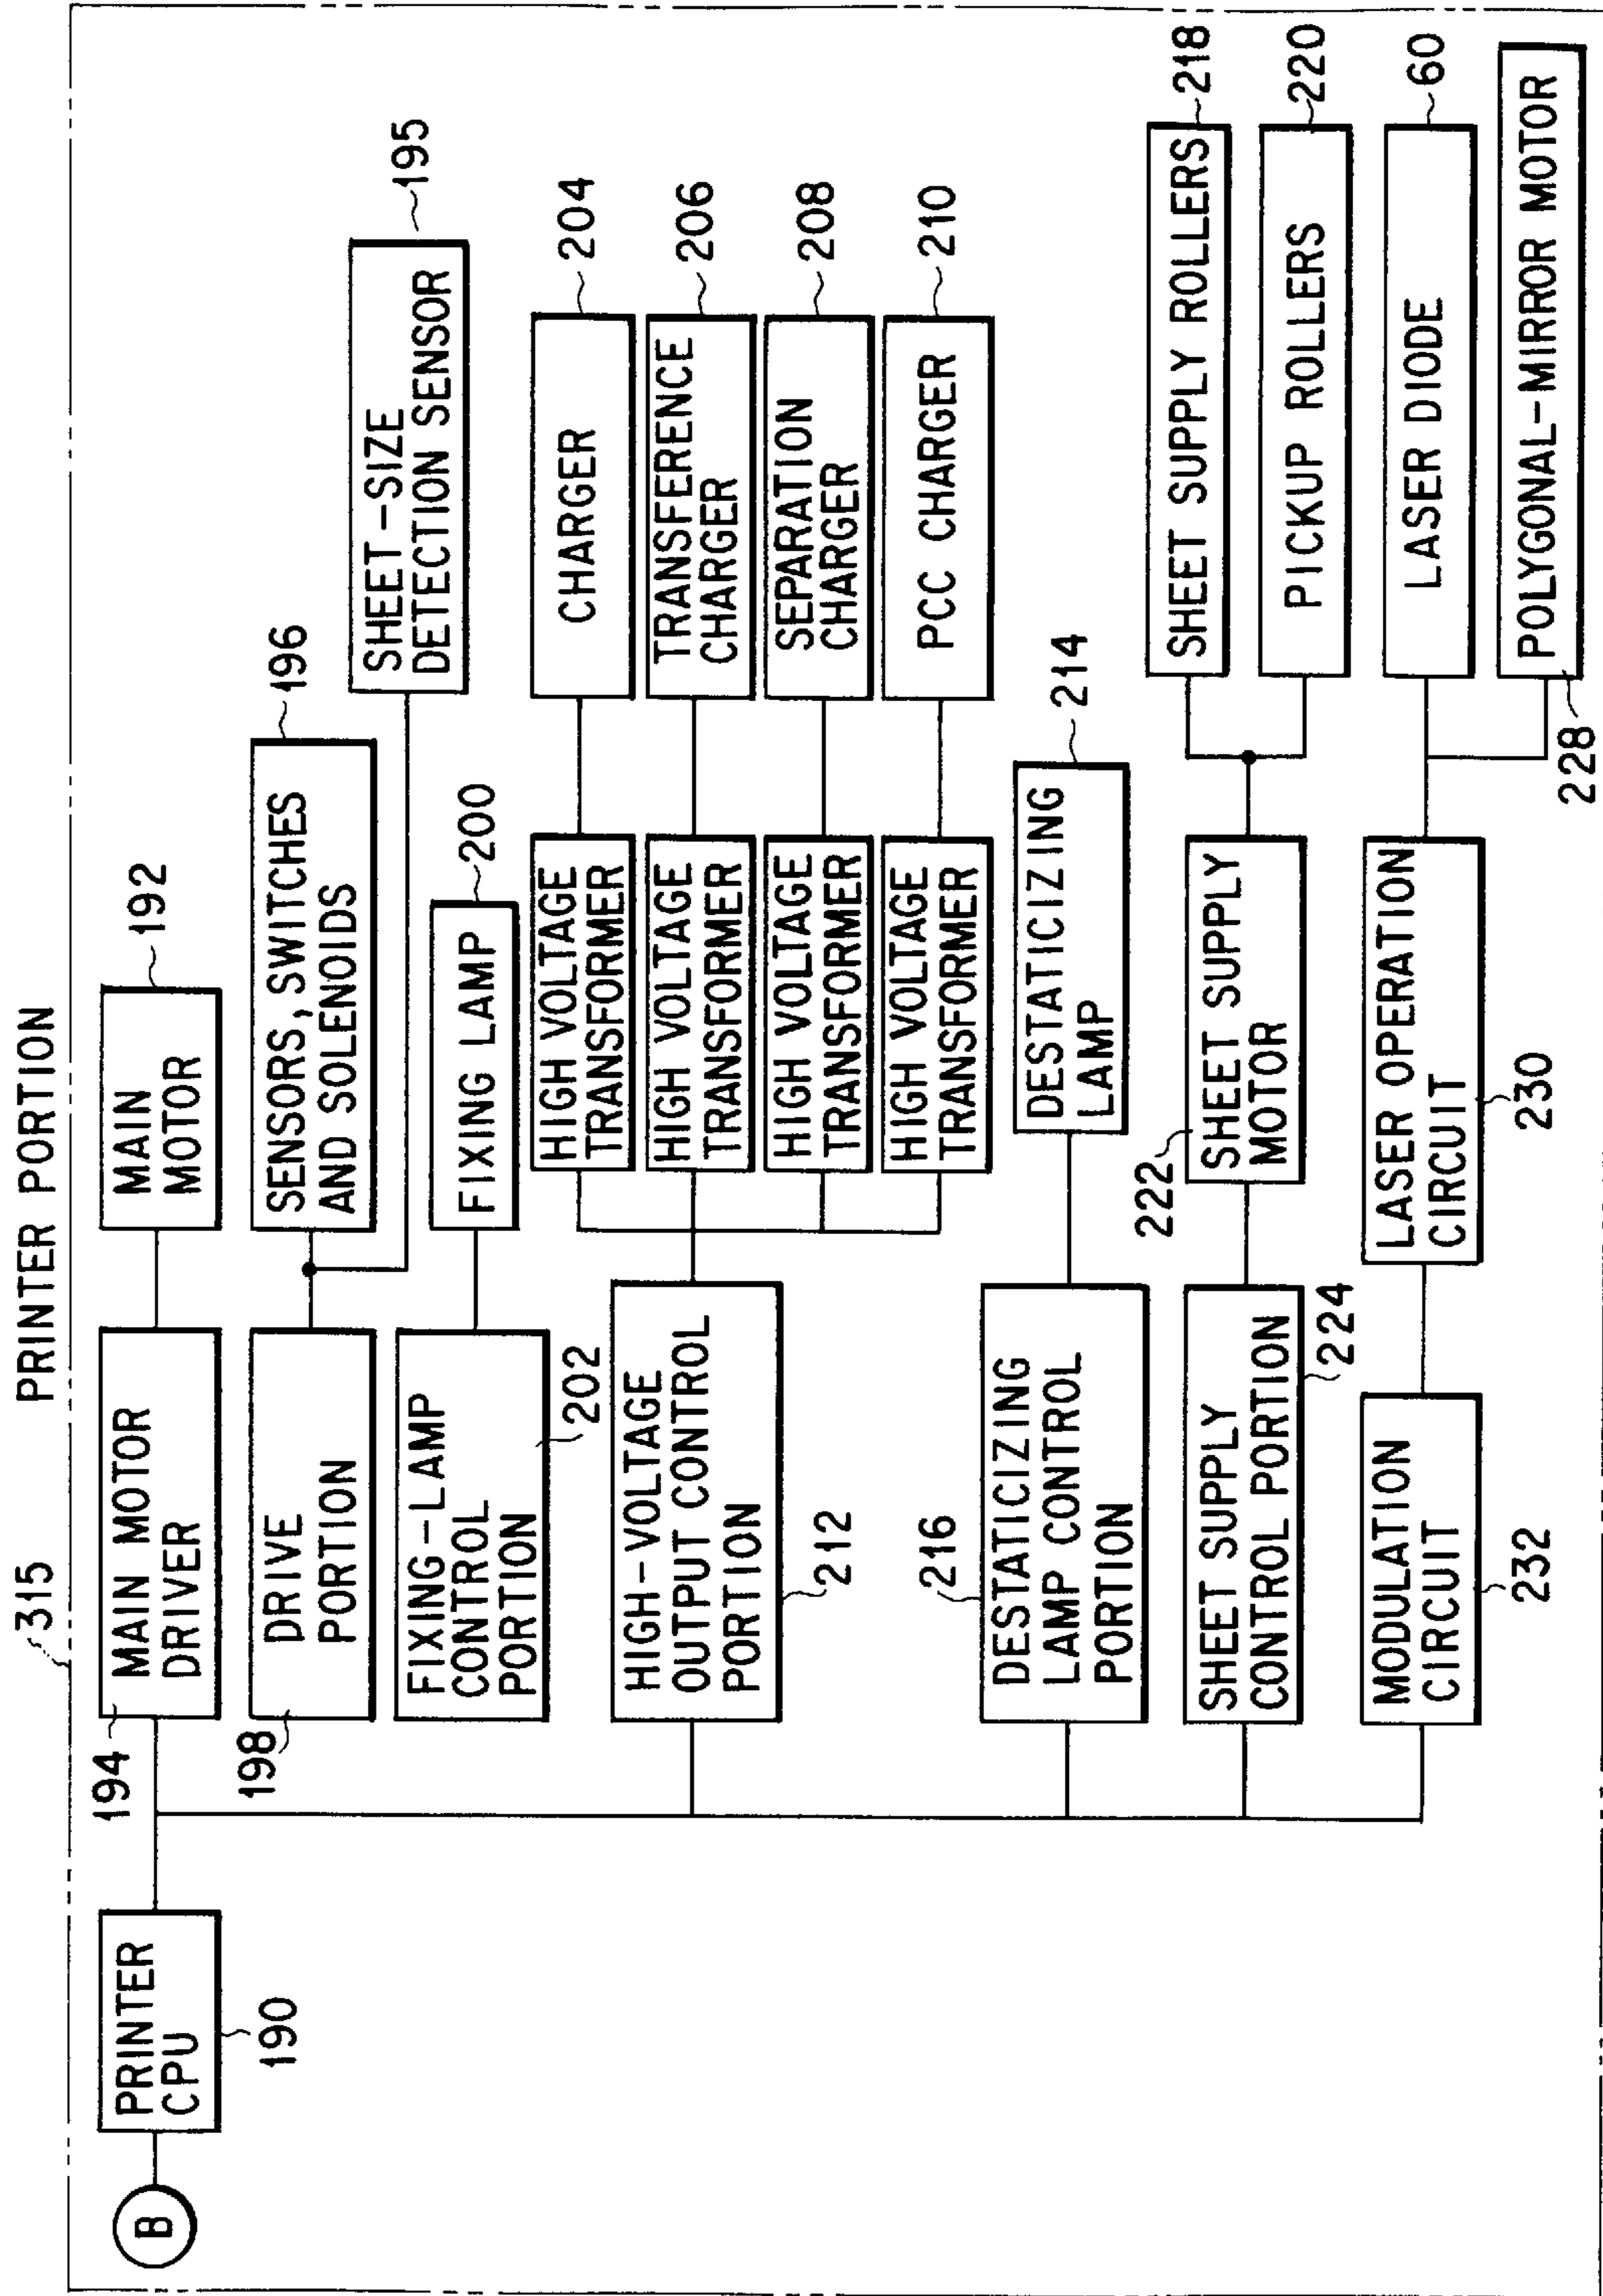 PRINTER PORTION
315
B
PRINTER
CPU
190
194
MAIN MOTOR
DRIVER
MAIN
MOTOR
192
198
DRIVE
PORTION
SENSORS, SWITCHES
AND SOLENOIDS
196
SHEET-SIZE
DETECTION SENSOR
195
FIXING-LAMP
CONTROL
PORTION
202
FIXING LAMP
200
HIGH-VOLTAGE
OUTPUT CONTROL
PORTION
212
HIGH VOLTAGE
TRANSFORMER
CHARGER
204
HIGH VOLTAGE
TRANSFORMER
TRANSFERENCE
CHARGER
206
HIGH VOLTAGE
TRANSFORMER
SEPARATION
CHARGER
208
HIGH VOLTAGE
TRANSFORMER
PCC CHARGER
210
216
DESTATICIZING
LAMP CONTROL
PORTION
DESTATICIZING
LAMP
214
SHEET SUPPLY
CONTROL PORTION
224
222
SHEET SUPPLY
MOTOR
SHEET SUPPLY ROLLERS
218
PICKUP ROLLERS
220
MODULATION
CIRCUIT
232
LASER OPERATION
CIRCUIT
230
LASER DIODE
60
POLYGONAL-MIRROR MOTOR
228